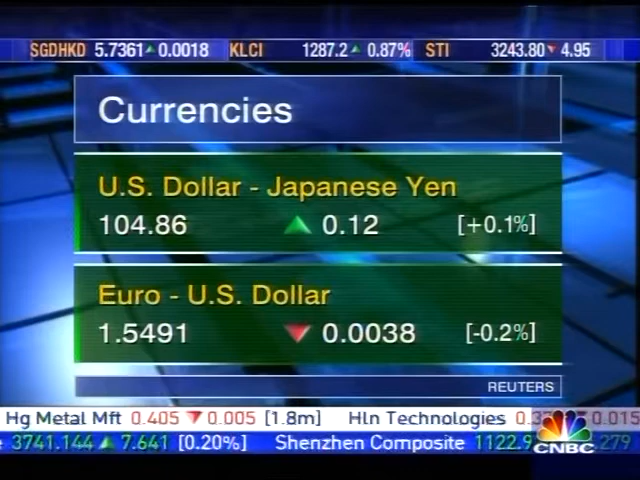 SGDHKD 5.7361 ▲ 0.0018 KLCI 1287.2 ▲ 0.87% STI 3243.80 ▼ 4.95
Currencies
U.S. Dollar - Japanese Yen
104.86 ▲ 0.12 [+0.1%]
Euro - U.S. Dollar
1.5491 ▼ 0.0038 [-0.2%]
REUTERS
Hg Metal Mft 0.405 ▼ 0.005 [1.8m] Hln Technologies 0.015
3741.144 ▲ 7.641 [0.20%] Shenzhen Composite 1122.9
CNBC